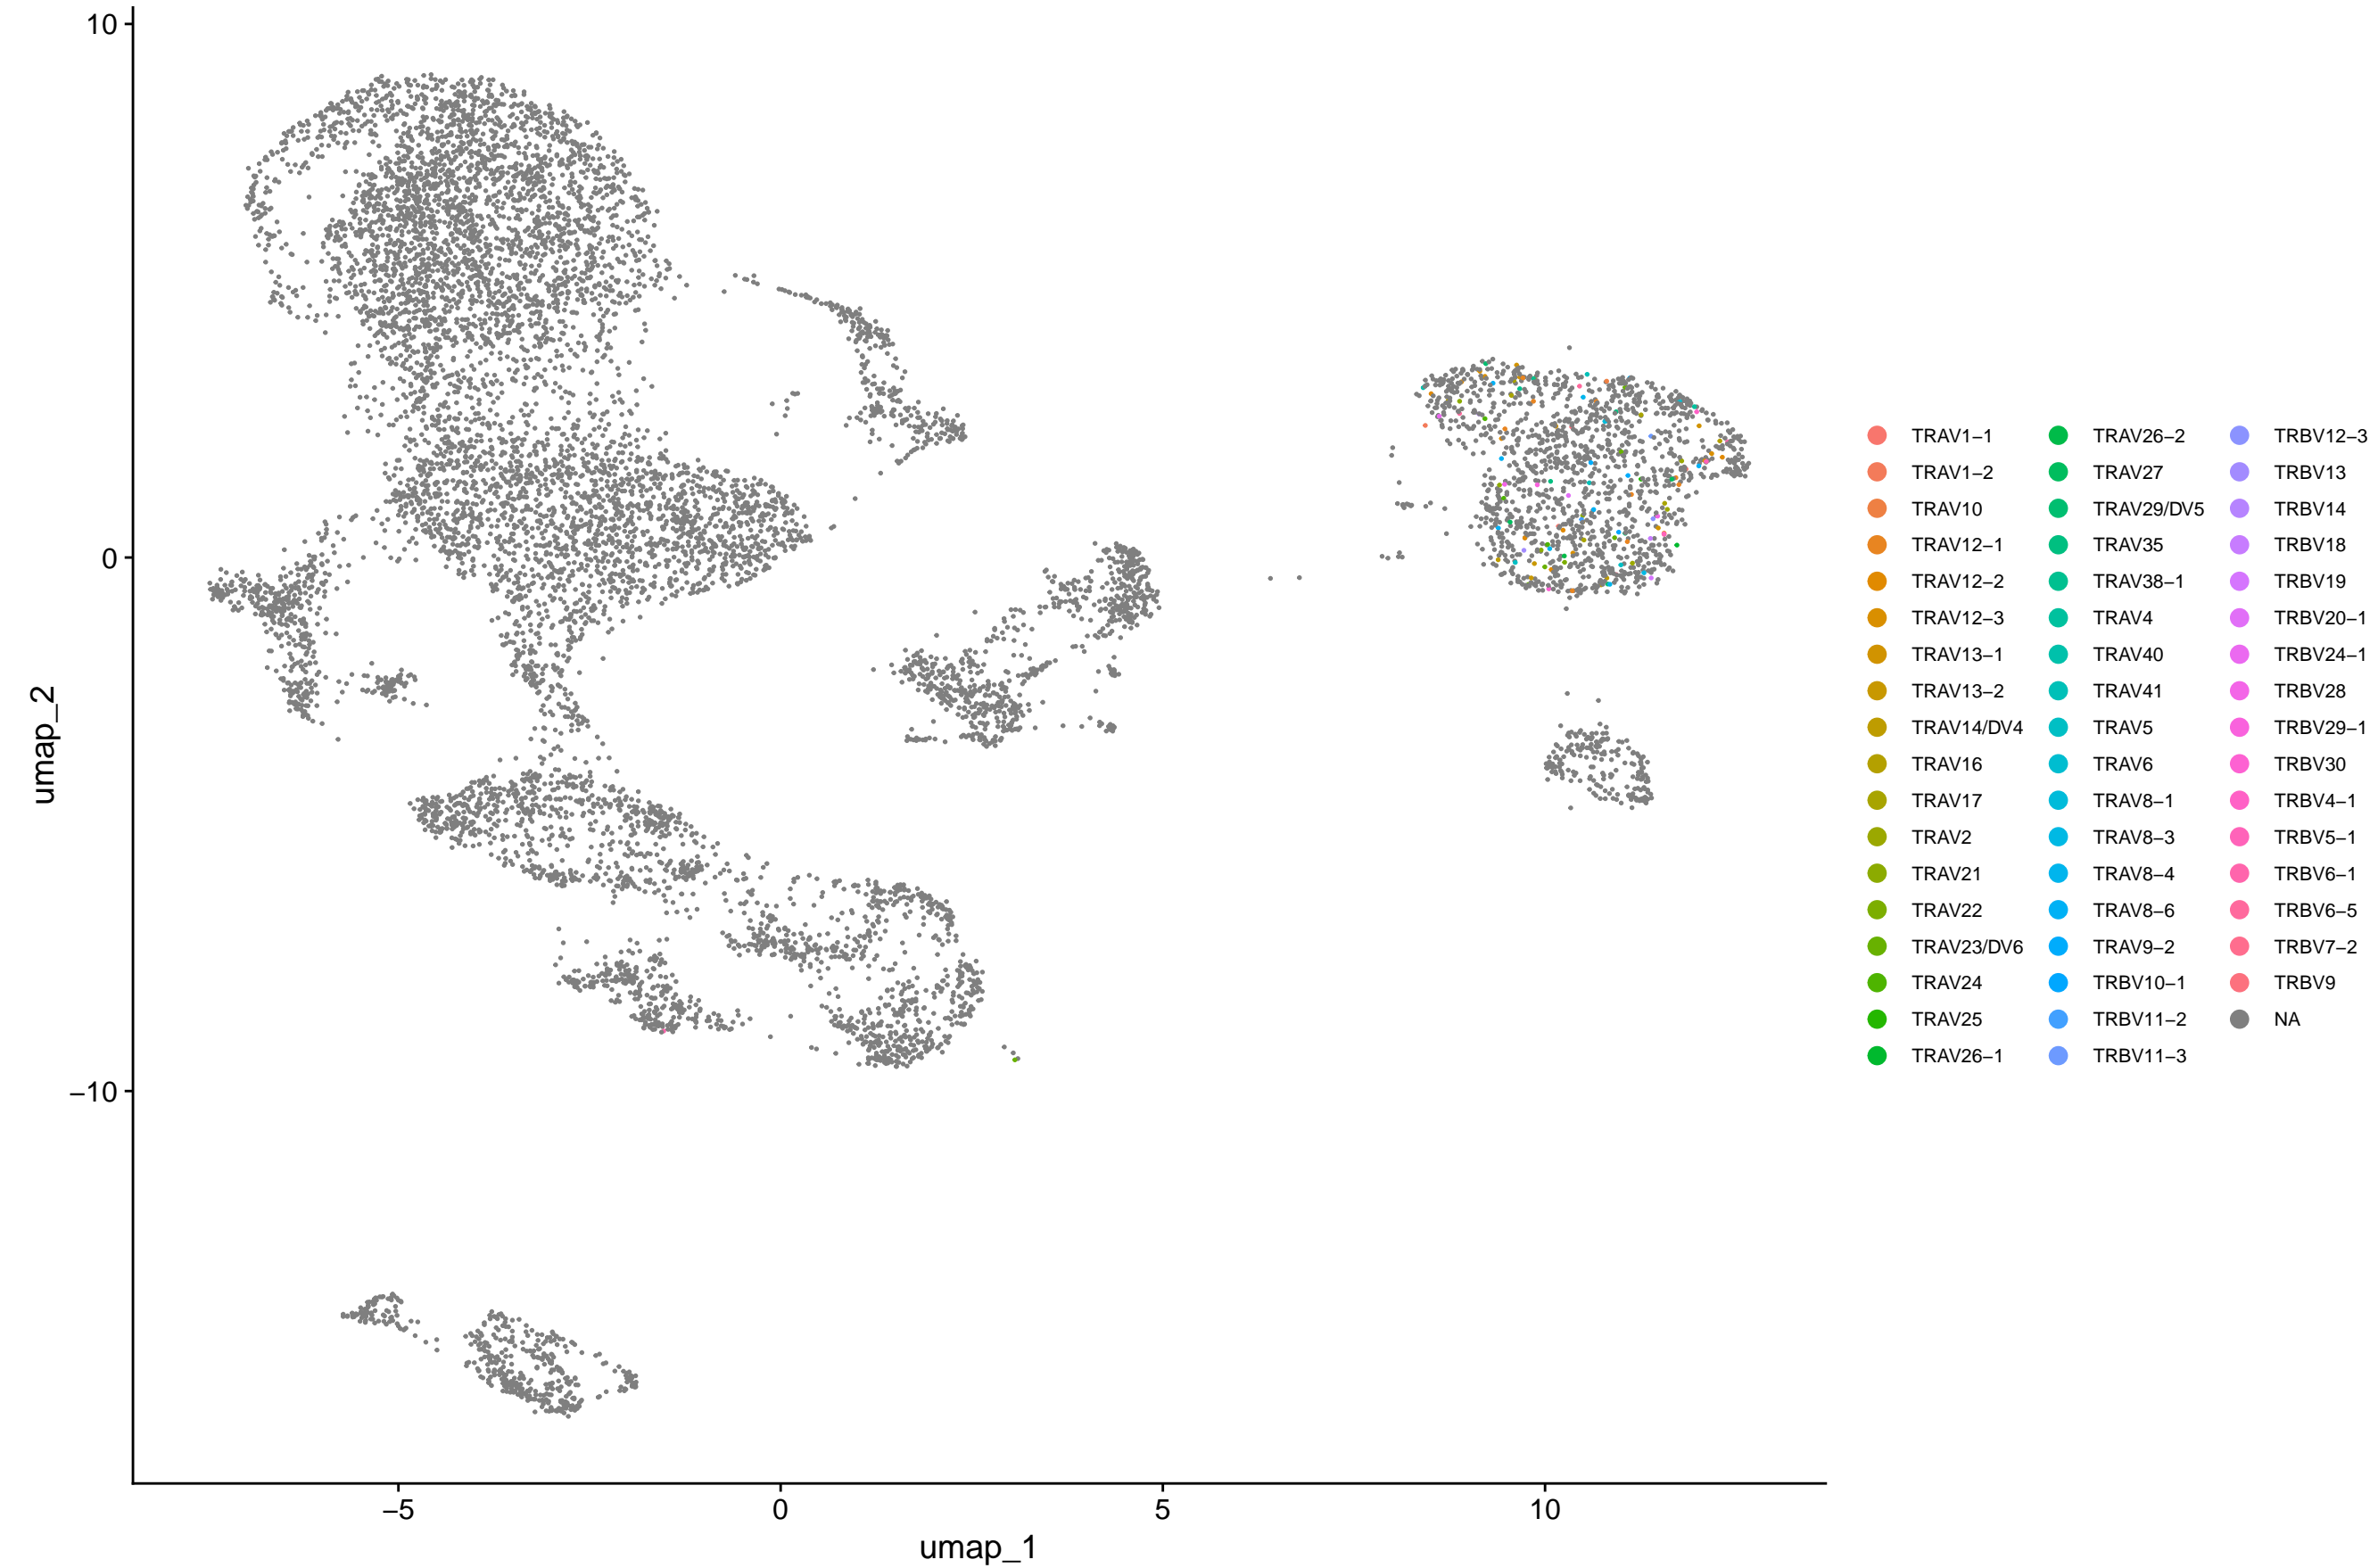 10
0
−10
umap_2
−5
0
5
10
umap_1
TRAV1−1
TRAV1−2
TRAV10
TRAV12−1
TRAV12−2
TRAV12−3
TRAV13−1
TRAV13−2
TRAV14/DV4
TRAV16
TRAV17
TRAV2
TRAV21
TRAV22
TRAV23/DV6
TRAV24
TRAV25
TRAV26−1
TRAV26−2
TRAV27
TRAV29/DV5
TRAV35
TRAV38−1
TRAV4
TRAV40
TRAV41
TRAV5
TRAV6
TRAV8−1
TRAV8−3
TRAV8−4
TRAV8−6
TRAV9−2
TRBV10−1
TRBV11−2
TRBV11−3
TRBV12−3
TRBV13
TRBV14
TRBV18
TRBV19
TRBV20−1
TRBV24−1
TRBV28
TRBV29−1
TRBV30
TRBV4−1
TRBV5−1
TRBV6−1
TRBV6−5
TRBV7−2
TRBV9
NA